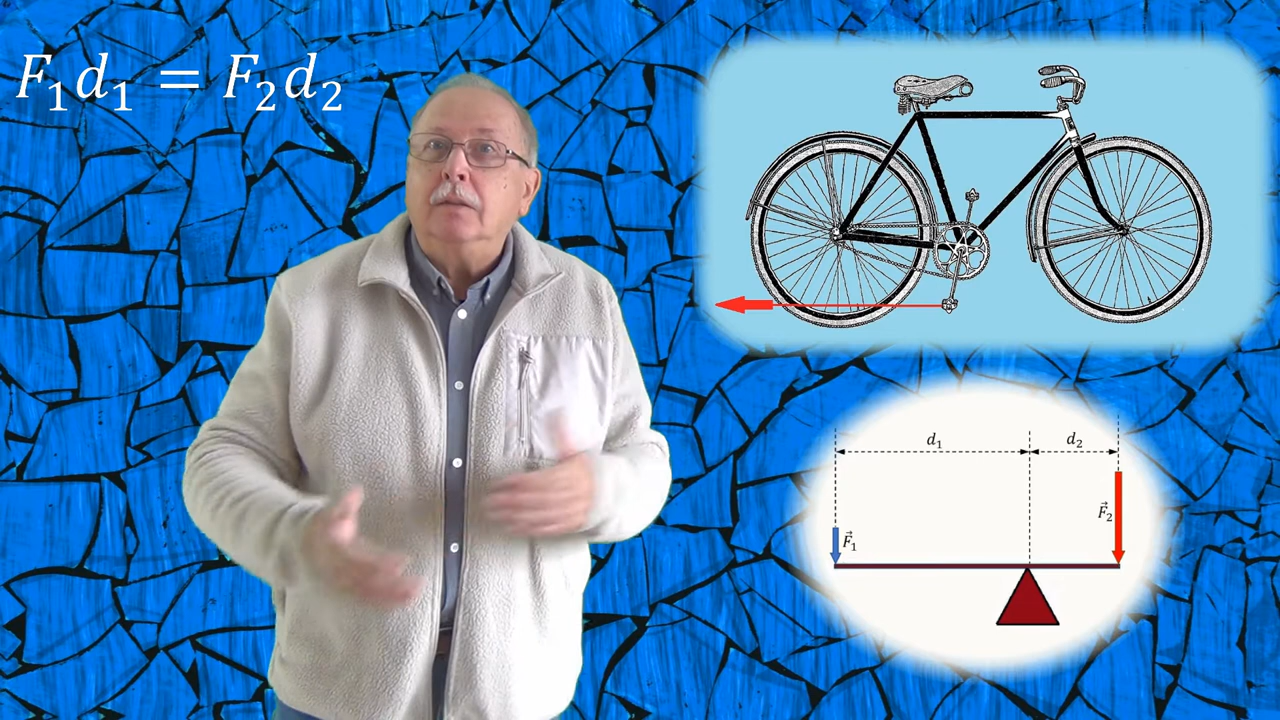 F₁d₁ = F₂d₂
d₁ d₂
F⃗₂
F⃗₁